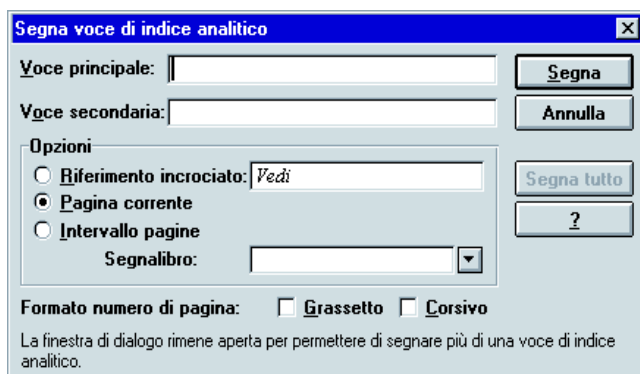 Segna voce di indice analitico
Voce principale:
Segna
Voce secondaria:
Annulla
Opzioni
Riferimento incrociato: Vedi
Segna tutto
Pagina corrente
?
Intervallo pagine
Segnalibro:
Formato numero di pagina: Grassetto Corsivo
La finestra di dialogo rimene aperta per permettere di segnare più di una voce di indice
analitico.